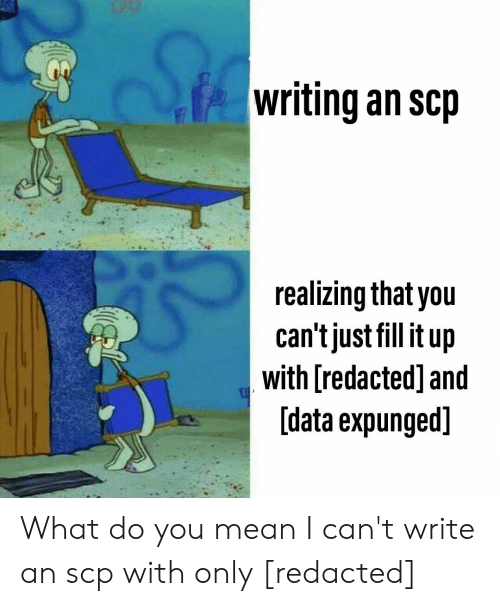 writing an scp
realizing that you
can't just fill it up
with [redacted] and
[data expunged]
What do you mean I can't write
an scp with only [redacted]